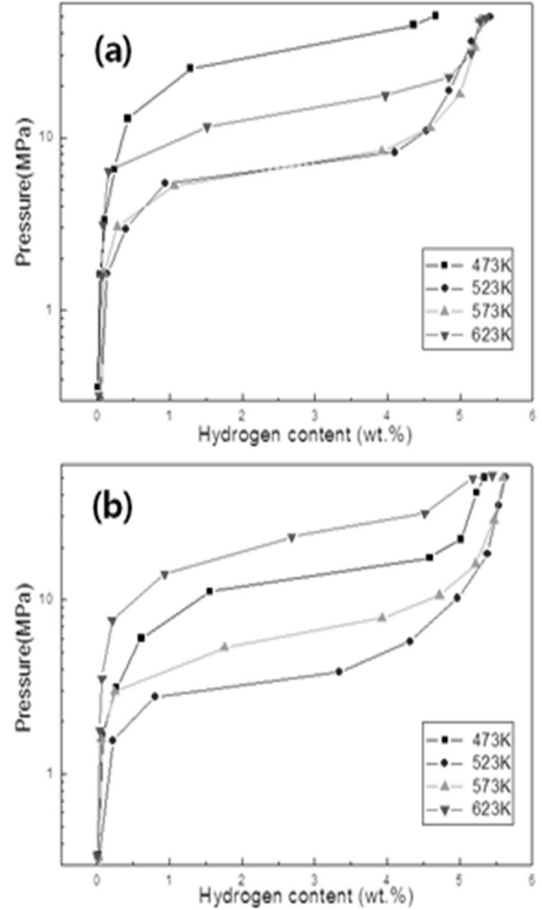 (a)
Pressure(MPa)
10
1
473K
523K
573K
623K
0 1 2 3 4 5 6
Hydrogen content (wt.%)
(b)
Pressure(MPa)
10
1
473K
523K
573K
623K
0 1 2 3 4 5 6
Hydrogen content (wt.%)